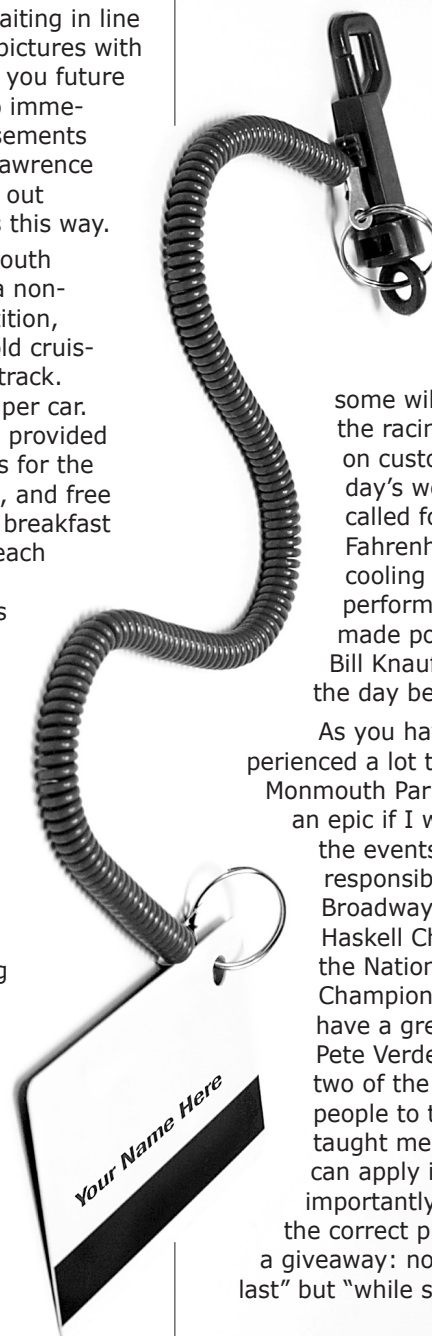 aiting in line
pictures with
you future
o imme-
sements
awrence
out
s this way.
outh
a non-
tition,
ld cruis-
track.
per car.
provided
s for the
, and free
breakfast
each
s
g
Your Name Here
some wil
the racin
on custo
day's we
called fo
Fahrenh
cooling
perform
made po
Bill Knau
the day be
As you ha
perienced a lot t
Monmouth Par
an epic if I w
the events
responsib
Broadway
Haskell Ch
the Nation
Champion
have a gre
Pete Verde
two of the
people to t
taught me
can apply i
importantly
the correct p
a giveaway: no
last" but "while s